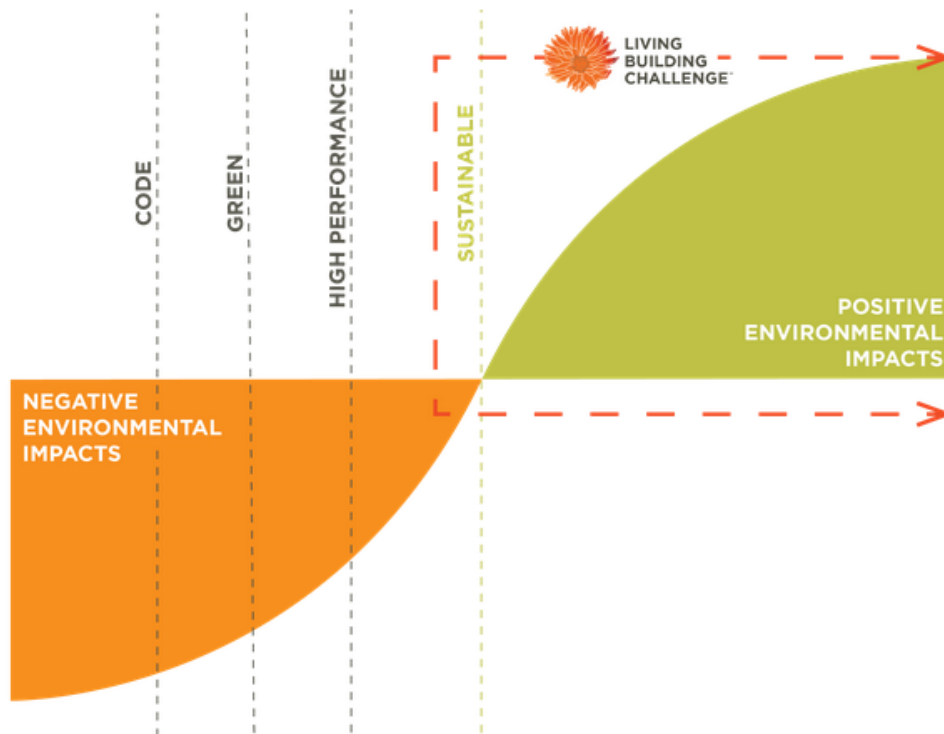 LIVING
BUILDING
CHALLENGE™
CODE
GREEN
HIGH PERFORMANCE
SUSTAINABLE
POSITIVE
ENVIRONMENTAL
IMPACTS
NEGATIVE
ENVIRONMENTAL
IMPACTS